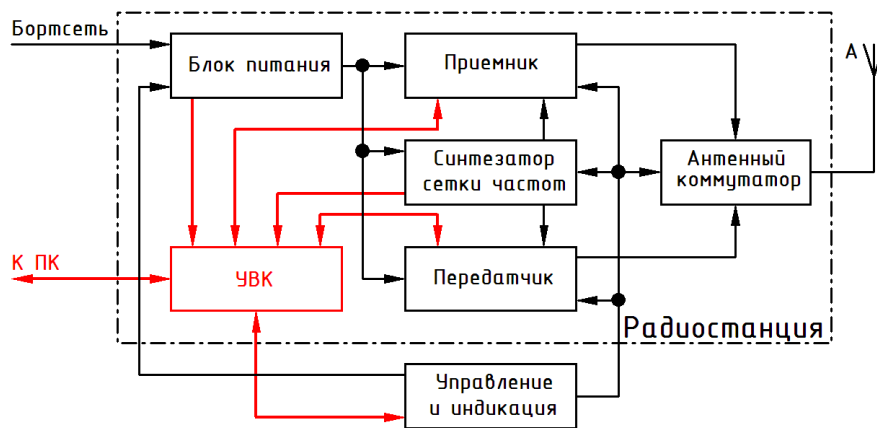 Бортсеть
Блок питания
Приемник
А
Синтезатор
сетки частот
Антенный
коммутатор
К ПК
УВК
Передатчик
Радиостанция
Управление
и индикация